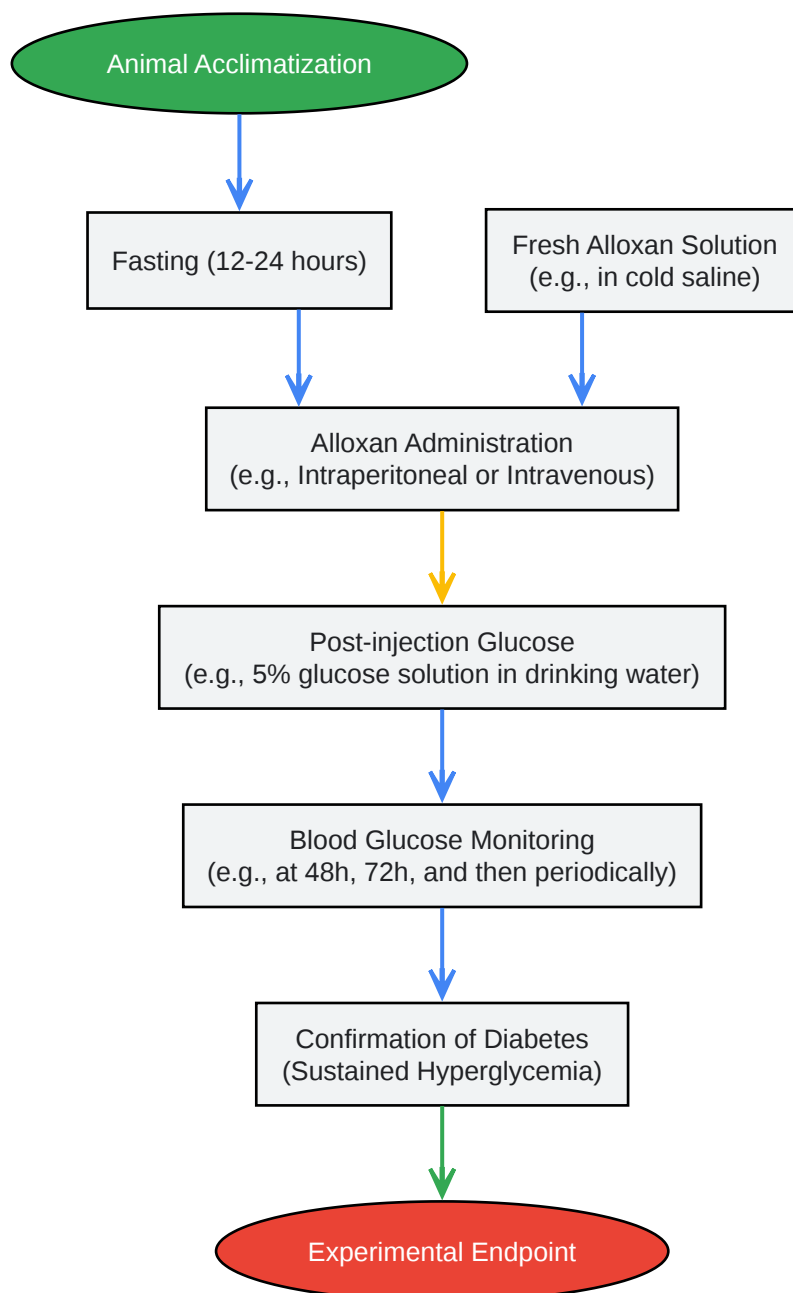 Animal Acclimatization
Fasting (12-24 hours)
Fresh Alloxan Solution
(e.g., in cold saline)
Alloxan Administration
(e.g., Intraperitoneal or Intravenous)
Post-injection Glucose
(e.g., 5% glucose solution in drinking water)
Blood Glucose Monitoring
(e.g., at 48h, 72h, and then periodically)
Confirmation of Diabetes
(Sustained Hyperglycemia)
Experimental Endpoint